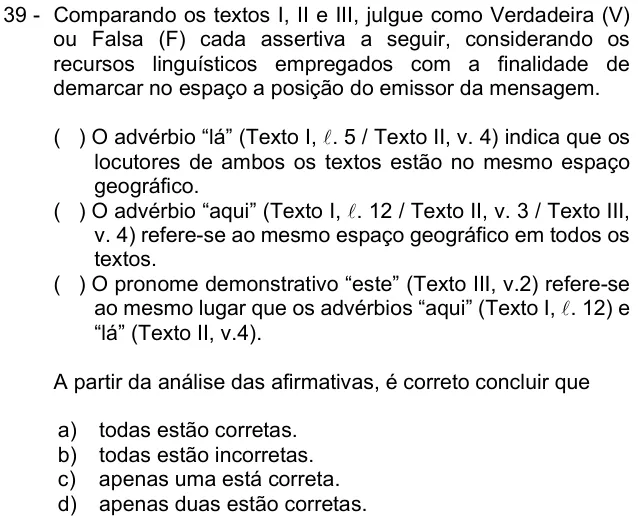 39 - Comparando os textos I, II e III, julgue como Verdadeira (V)
ou Falsa (F) cada assertiva a seguir, considerando os
recursos linguísticos empregados com a finalidade de
demarcar no espaço a posição do emissor da mensagem.
( ) O advérbio “lá” (Texto I, ℓ. 5 / Texto II, v. 4) indica que os
locutores de ambos os textos estão no mesmo espaço
geográfico.
( ) O advérbio “aqui” (Texto I, ℓ. 12 / Texto II, v. 3 / Texto III,
v. 4) refere-se ao mesmo espaço geográfico em todos os
textos.
( ) O pronome demonstrativo “este” (Texto III, v.2) refere-se
ao mesmo lugar que os advérbios “aqui” (Texto I, ℓ. 12) e
“lá” (Texto II, v.4).
A partir da análise das afirmativas, é correto concluir que
a) todas estão corretas.
b) todas estão incorretas.
c) apenas uma está correta.
d) apenas duas estão corretas.